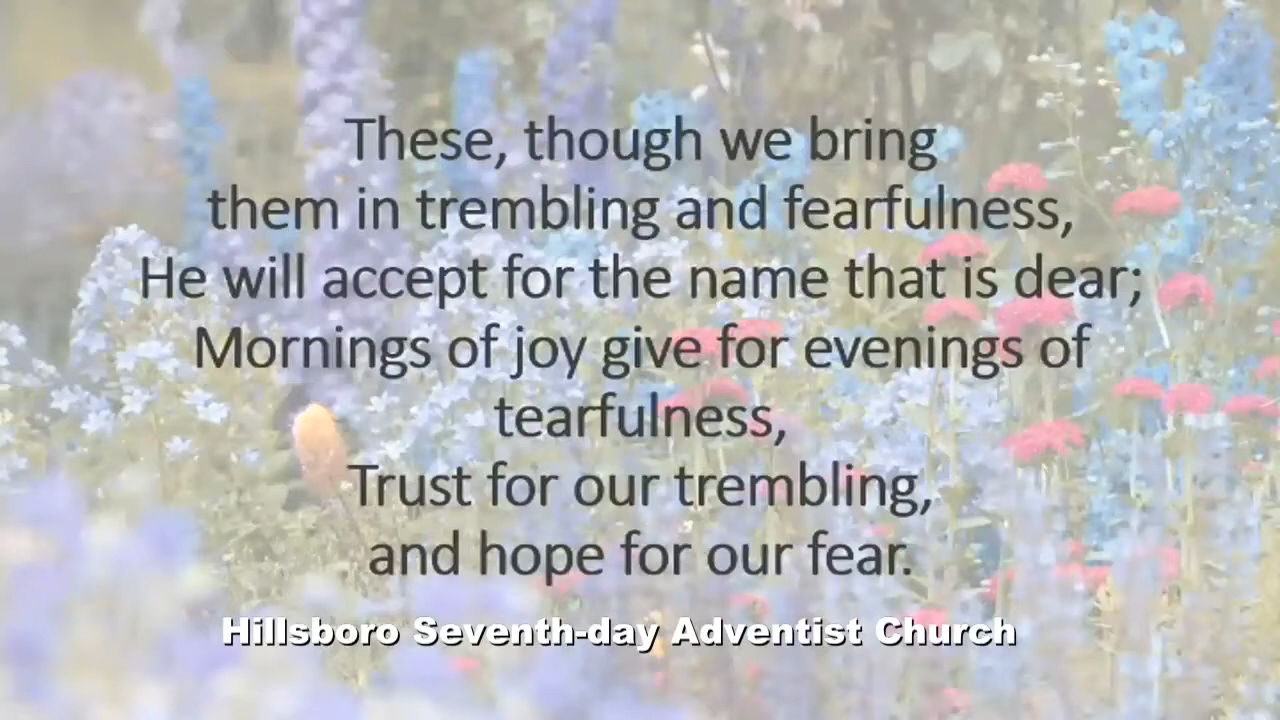 These, though we bring
them in trembling and fearfulness,
He will accept for the name that is dear;
Mornings of joy give for evenings of
tearfulness,
Trust for our trembling,
and hope for our fear.
Hillsboro Seventh-day Adventist Church